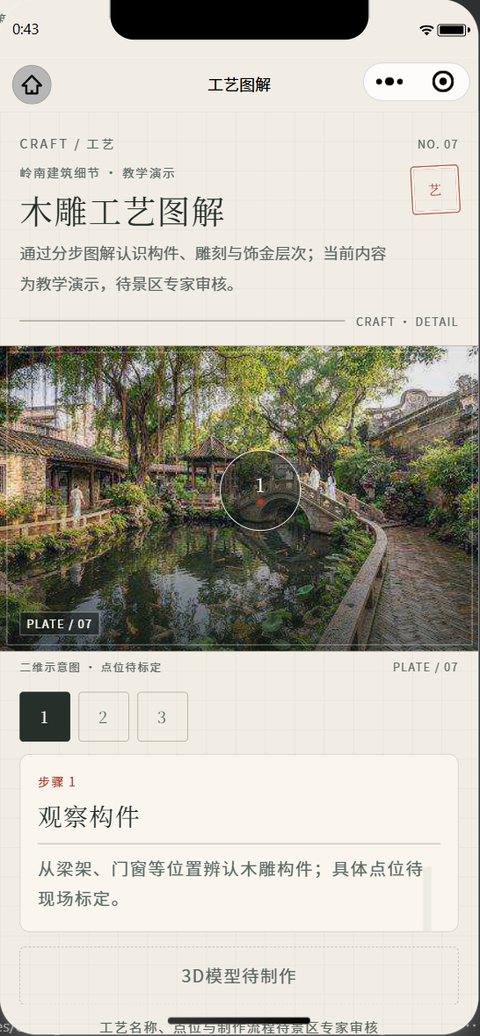 0:43
工艺图解
CRAFT / 工艺
NO. 07
岭南建筑细节 · 教学演示
艺
木雕工艺图解
通过分步图解认识构件、雕刻与饰金层次；当前内容
为教学演示，待景区专家审核。
CRAFT · DETAIL
1
PLATE / 07
二维示意图 · 点位待标定
PLATE / 07
1
2
3
步骤 1
观察构件
从梁架、门窗等位置辨认木雕构件；具体点位待
现场标定。
3D模型待制作
工艺名称、点位与制作流程待景区专家审核